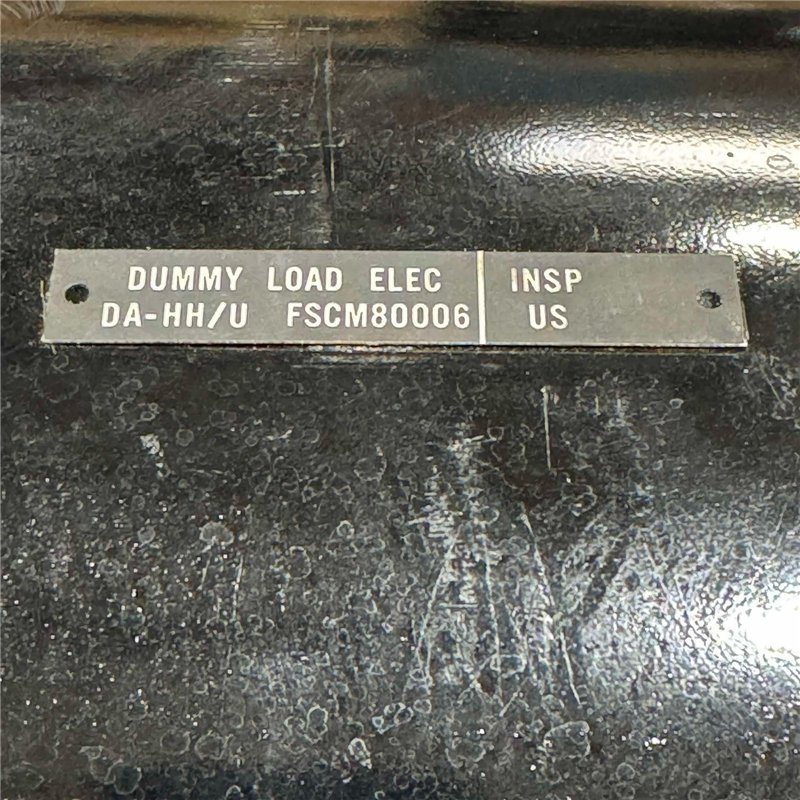 DUMMY LOAD ELEC
DA-HH/U FSCM80006
INSP
US